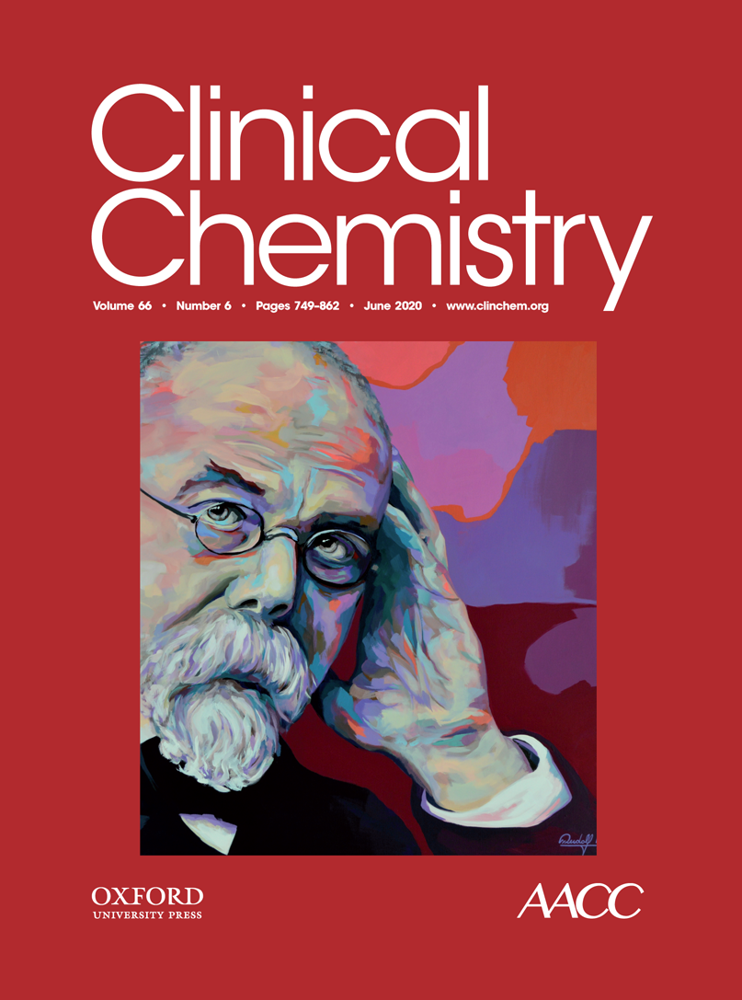 Clinical
Chemistry
Volume 66 • Number 6 • Pages 749–862 • June 2020 • www.clinchem.org
OXFORD
UNIVERSITY PRESS
AACC